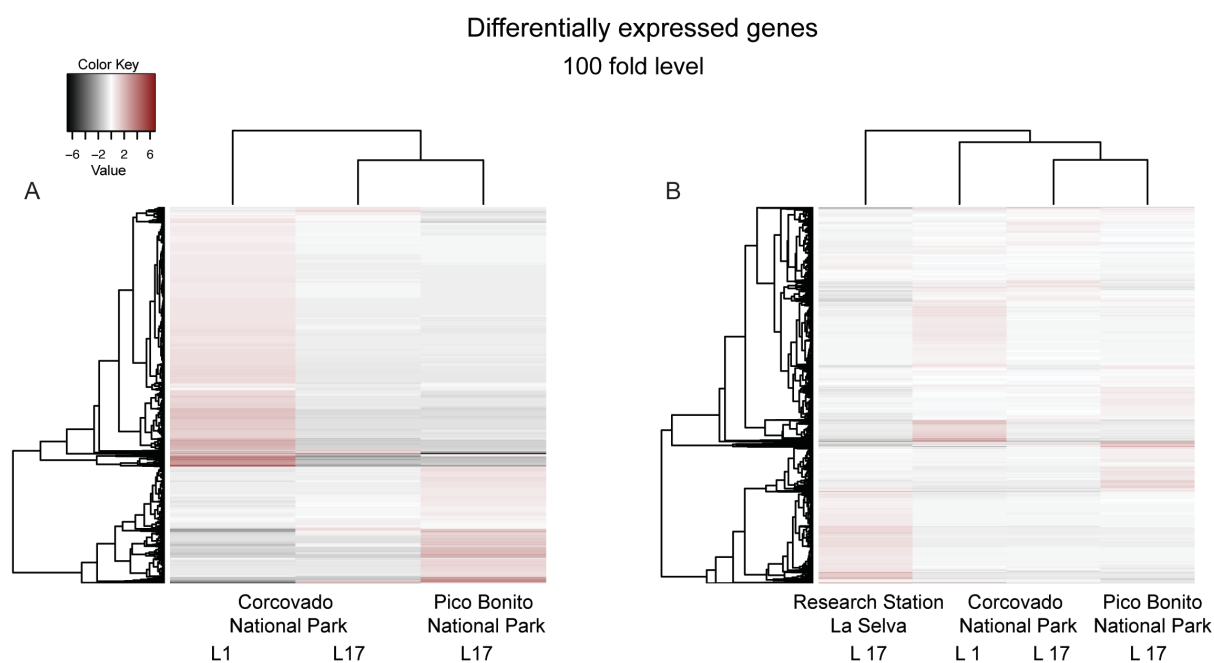 Differentially expressed genes
100 fold level
Color Key
−6 −2 2 6
Value
A
B
Corcovado
National Park
Pico Bonito
National Park
L1 L17 L17
Research Station
La Selva
Corcovado
National Park
Pico Bonito
National Park
L 17 L 1 L 17 L 17